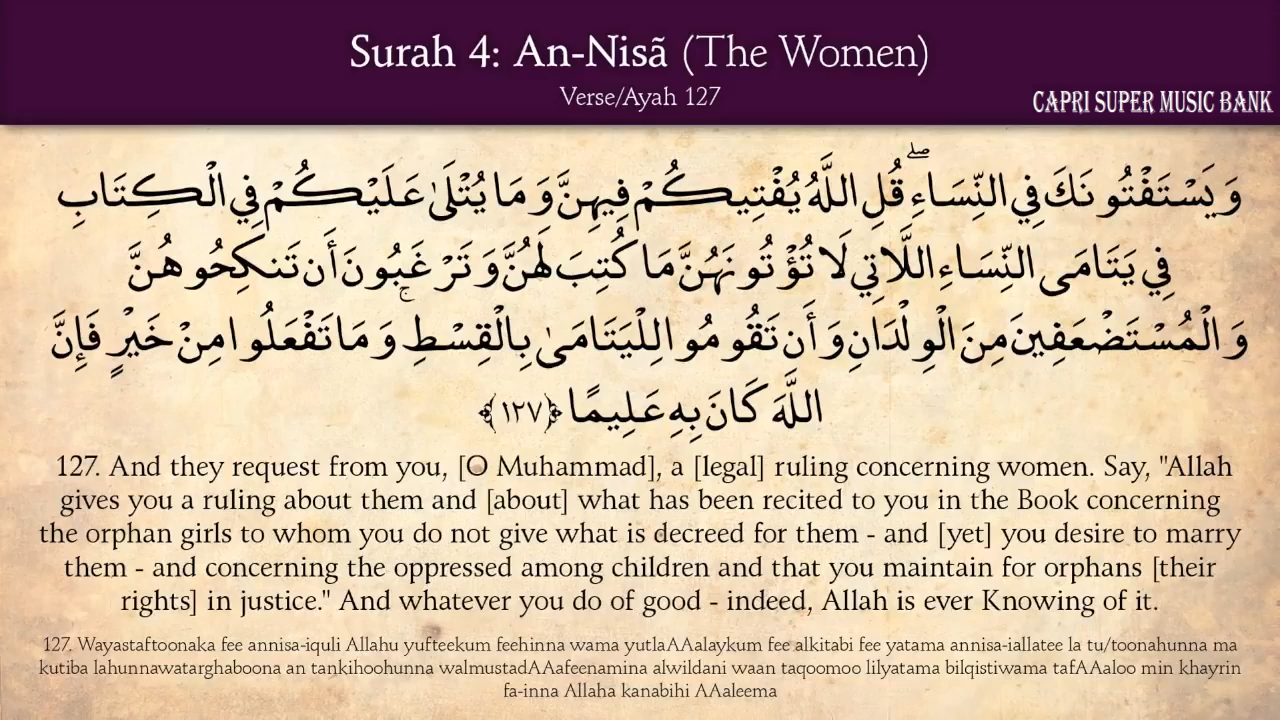 Surah 4: An-Nisã (The Women)
Verse/Ayah 127
CAPRI SUPER MUSIC BANK
وَيَسْتَفْتُونَكَ فِي النِّسَاءِ ۖ قُلِ اللَّهُ يُفْتِيكُمْ فِيهِنَّ وَمَا يُتْلَىٰ عَلَيْكُمْ فِي الْكِتَابِ
فِي يَتَامَى النِّسَاءِ اللَّاتِي لَا تُؤْتُونَهُنَّ مَا كُتِبَ لَهُنَّ وَتَرْغَبُونَ أَن تَنكِحُوهُنَّ
وَالْمُسْتَضْعَفِينَ مِنَ الْوِلْدَانِ وَأَن تَقُومُوا لِلْيَتَامَىٰ بِالْقِسْطِ ۚ وَمَا تَفْعَلُوا مِنْ خَيْرٍ فَإِنَّ
اللَّهَ كَانَ بِهِ عَلِيمًا ﴿١٢٧﴾
127. And they request from you, [O Muhammad], a [legal] ruling concerning women. Say, "Allah
gives you a ruling about them and [about] what has been recited to you in the Book concerning
the orphan girls to whom you do not give what is decreed for them - and [yet] you desire to marry
them - and concerning the oppressed among children and that you maintain for orphans [their
rights] in justice." And whatever you do of good - indeed, Allah is ever Knowing of it.
127. Wayastaftoonaka fee annisa-iquli Allahu yufteekum feehinna wama yutlaAAalaykum fee alkitabi fee yatama annisa-iallatee la tu/toonahunna ma
kutiba lahunnawatarghaboona an tankihoohunna walmustadAAafeenamina alwildani waan taqoomoo lilyatama bilqistiwama tafAAaloo min khayrin
fa-inna Allaha kanabihi AAaleema